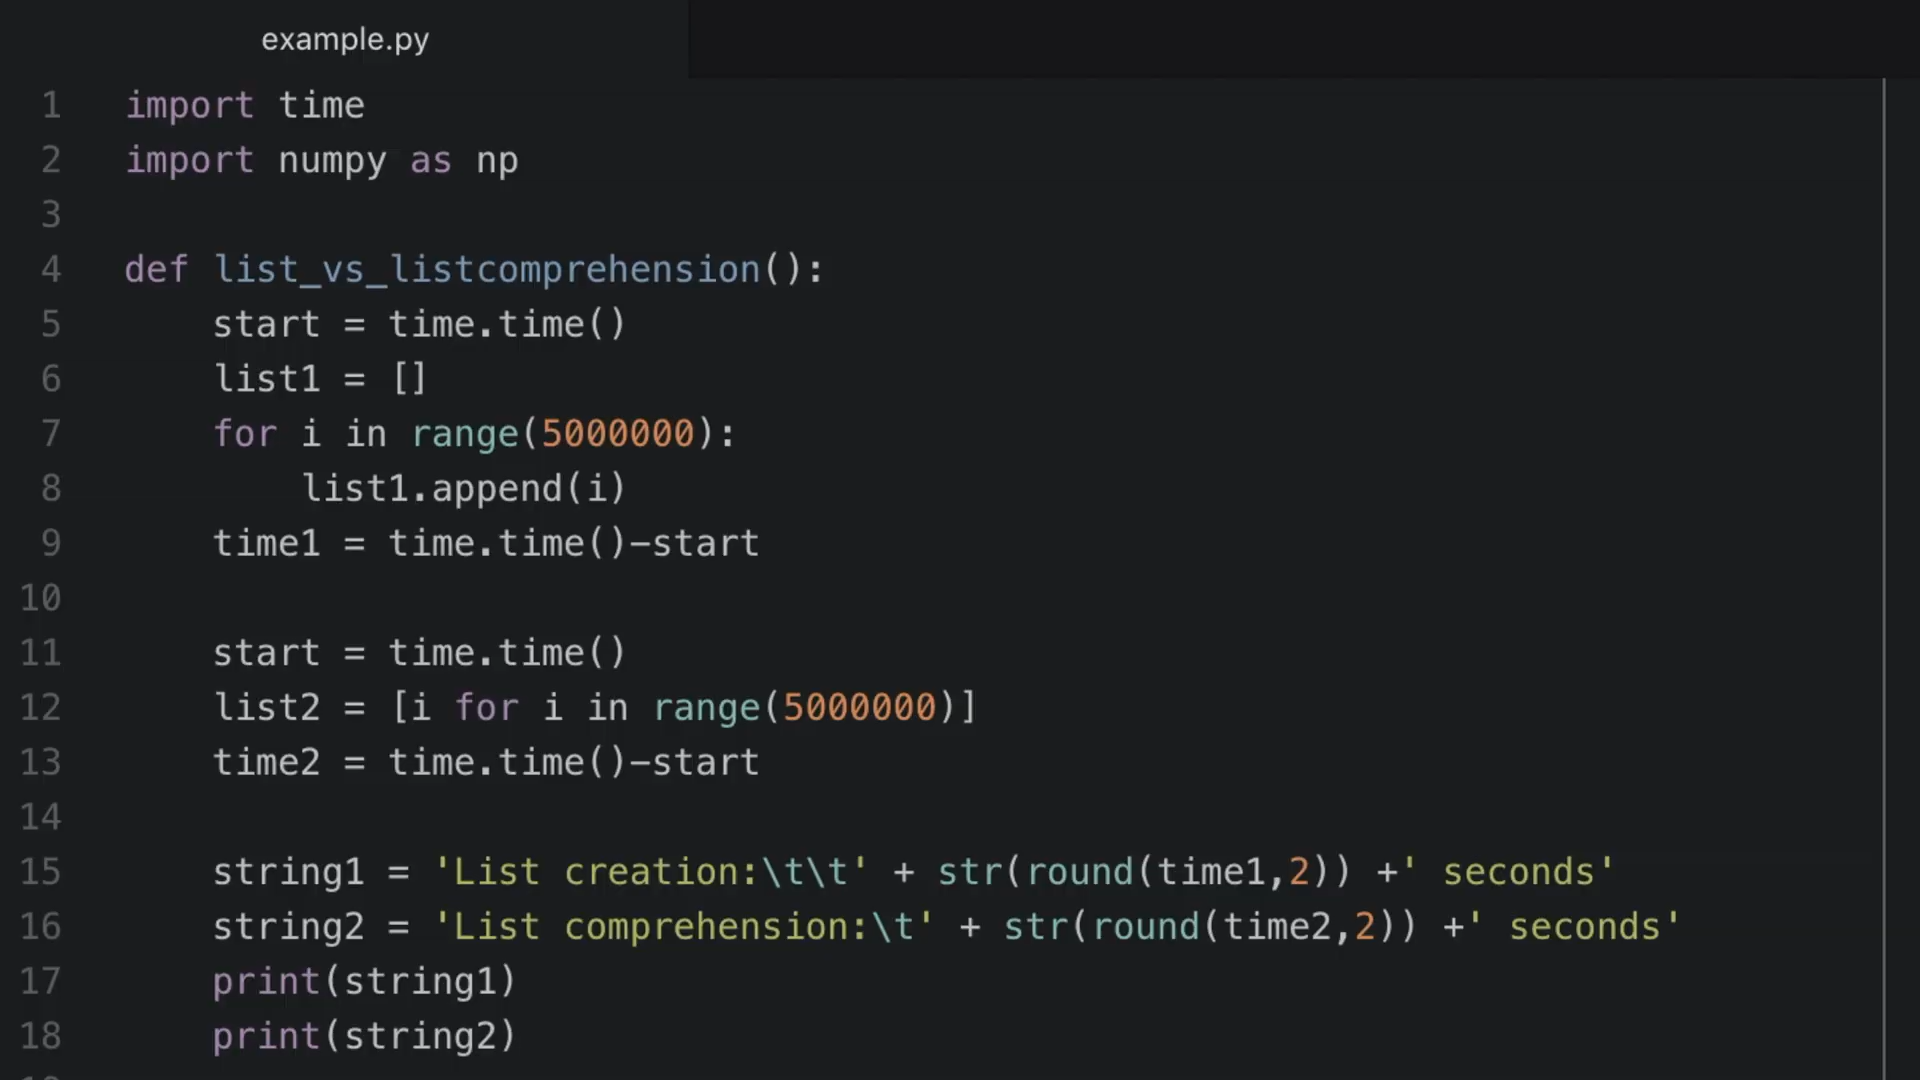 example.py
1 import time
2 import numpy as np
3
4 def list_vs_listcomprehension():
5     start = time.time()
6     list1 = []
7     for i in range(5000000):
8         list1.append(i)
9     time1 = time.time()-start
10
11     start = time.time()
12     list2 = [i for i in range(5000000)]
13     time2 = time.time()-start
14
15     string1 = 'List creation:\t\t' + str(round(time1,2)) +' seconds'
16     string2 = 'List comprehension:\t' + str(round(time2,2)) +' seconds'
17     print(string1)
18     print(string2)